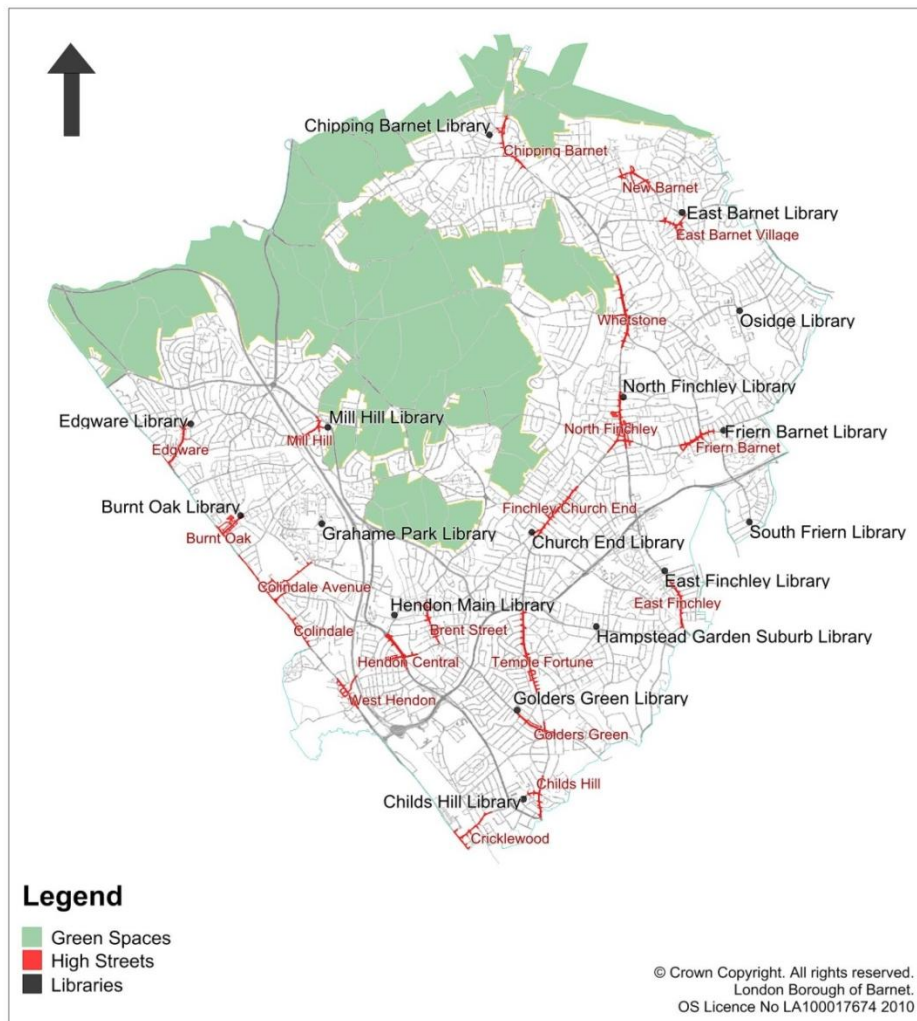 Chipping Barnet Library
Chipping Barnet
New Barnet
East Barnet Library
East Barnet Village
Whetstone
Osidge Library
North Finchley Library
Edgware Library
Mill Hill Library
North Finchley
Friern Barnet Library
Mill Hill
Edgware
Friern Barnet
Burnt Oak Library
Finchley/Church End
Grahame Park Library
Church End Library
South Friern Library
Burnt Oak
East Finchley Library
Colindale Avenue
Hendon Main Library
East Finchley
Colindale
Brent Street
Hampstead Garden Suburb Library
Hendon Central
Temple Fortune
West Hendon
Golders Green Library
Golders Green
Childs Hill
Childs Hill Library
Cricklewood
Legend
Green Spaces
High Streets
Libraries
© Crown Copyright. All rights reserved.
London Borough of Barnet.
OS Licence No LA100017674 2010